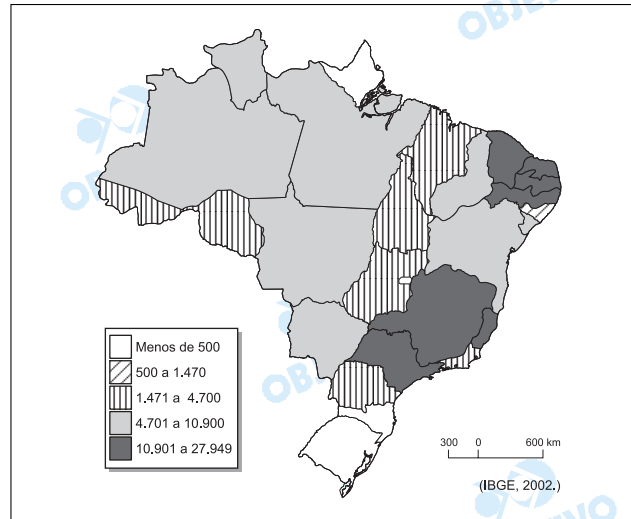 OBJETIVO
Menos de 500
500 a 1.470
1.471 a 4.700
4.701 a 10.900
10.901 a 27.949
300 0 600 km
(IBGE, 2002.)